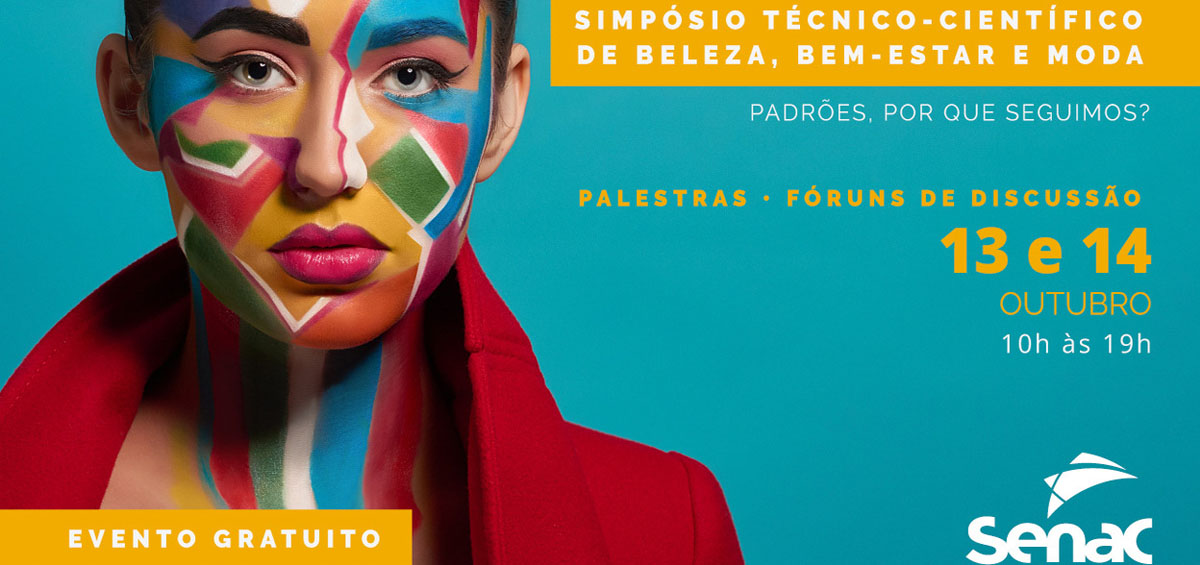 SIMPÓSIO TÉCNICO-CIENTÍFICO
DE BELEZA, BEM-ESTAR E MODA
PADRÕES, POR QUE SEGUIMOS?
PALESTRAS · FÓRUNS DE DISCUSSÃO
13 e 14
OUTUBRO
10h às 19h
EVENTO GRATUITO
Senac